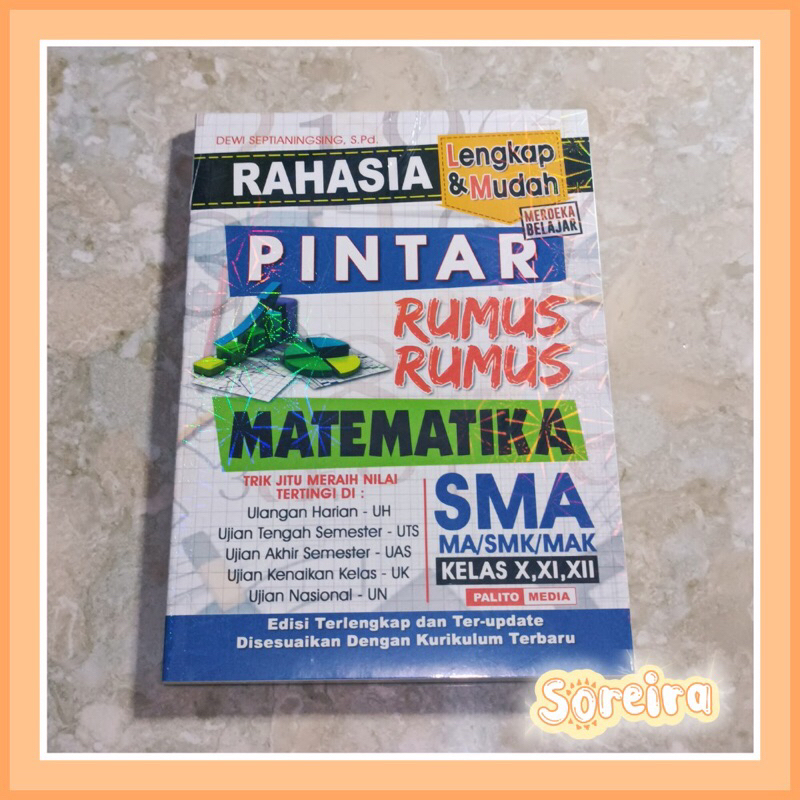 DEWI SEPTIANINGSING, S.Pd.
RAHASIA
Lengkap
&Mudah
MERDEKA
BELAJAR
PINTAR
RUMUS
RUMUS
MATEMATIKA
TRIK JITU MERAIH NILAI
TERTINGI DI :
Ulangan Harian - UH
Ujian Tengah Semester - UTS
Ujian Akhir Semester - UAS
Ujian Kenaikan Kelas - UK
Ujian Nasional - UN
SMA
MA/SMK/MAK
KELAS X,XI,XII
PALITO MEDIA
Edisi Terlengkap dan Ter-update
Disesuaikan Dengan Kurikulum Terbaru
Soreira